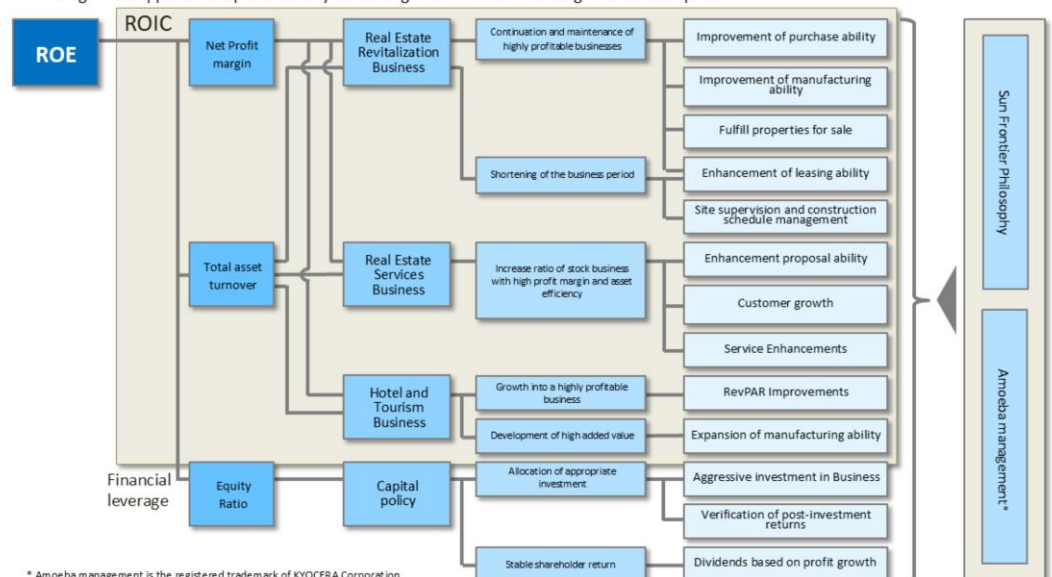 ROE
ROIC
Net Profit
margin
Real Estate
Revitalization
Business
Continuation and maintenance of
highly profitable businesses
Improvement of purchase ability
Improvement of manufacturing
ability
Fulfill properties for sale
Shortening of the business period
Enhancement of leasing ability
Site supervision and construction
schedule management
Total asset
turnover
Real Estate
Services
Business
Increase ratio of stock business
with high profit margin and asset
efficiency
Enhancement proposal ability
Customer growth
Service Enhancements
Hotel and
Tourism
Business
Growth into a highly profitable
business
RevPAR Improvements
Development of high added value
Expansion of manufacturing ability
Financial
leverage
Equity
Ratio
Capital
policy
Allocation of appropriate
investment
Aggressive investment in Business
Verification of post-investment
returns
Stable shareholder return
Dividends based on profit growth
Sun Frontier Philosophy
Amoeba management*
* Amoeba management is the registered trademark of KYOCERA Corporation